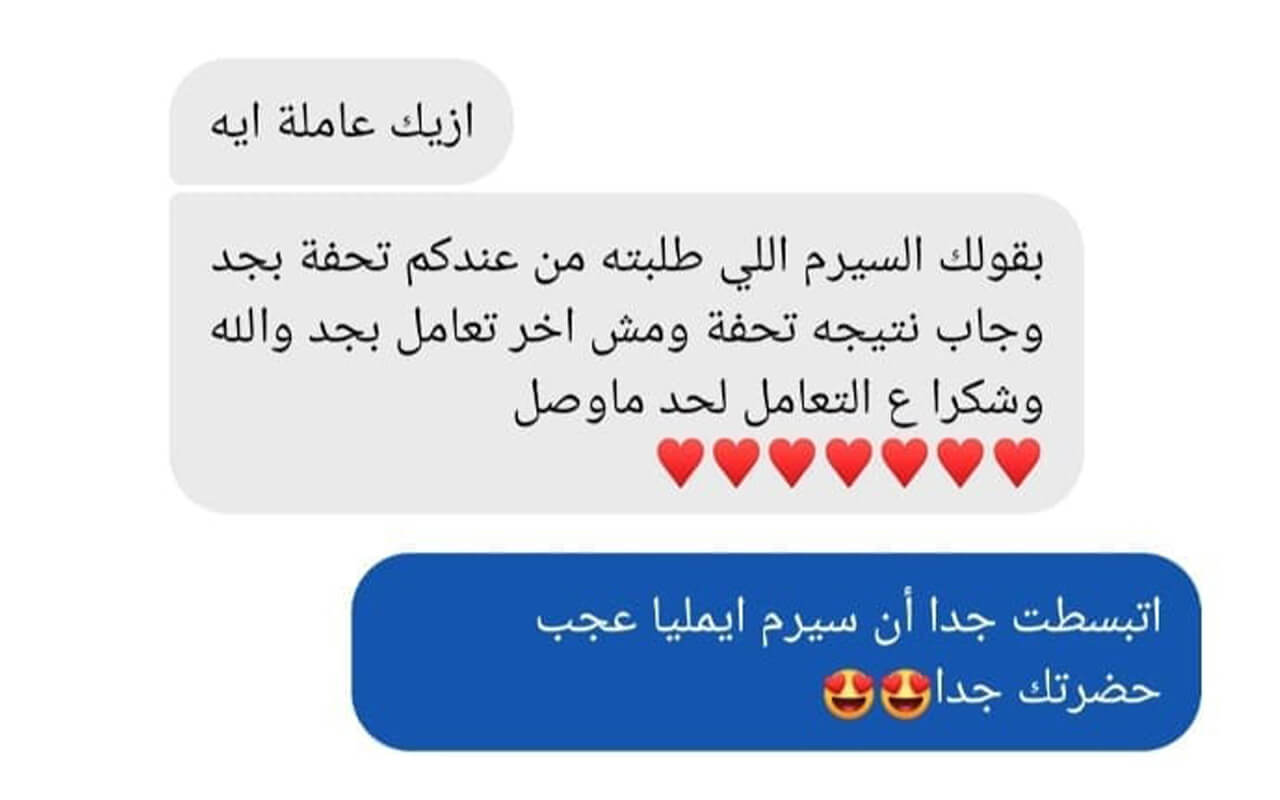 ازيك عاملة ايه
بقولك السيرم اللي طلبته من عندكم تحفة بجد
وجاب نتيجه تحفة ومش اخر تعامل بجد والله
وشكرا ع التعامل لحد ماوصل
♥♥♥♥♥♥♥
اتبسطت جدا أن سيرم ايمليا عجب
حضرتك جدا😍😍